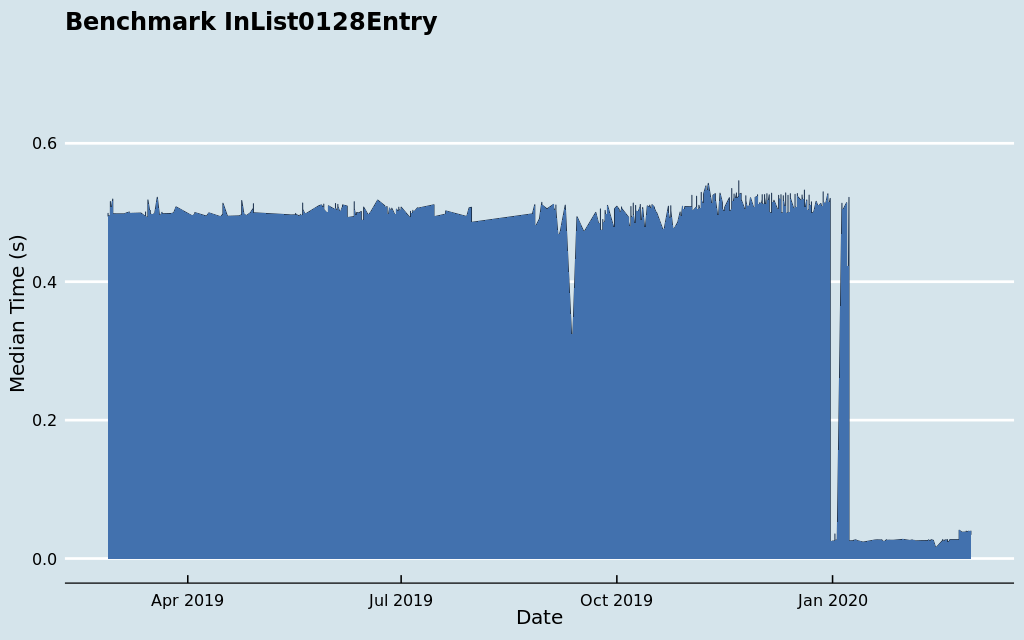 Benchmark InList0128Entry
0.6
0.4
0.2
0.0
Median Time (s)
Apr 2019
Jul 2019
Oct 2019
Jan 2020
Date